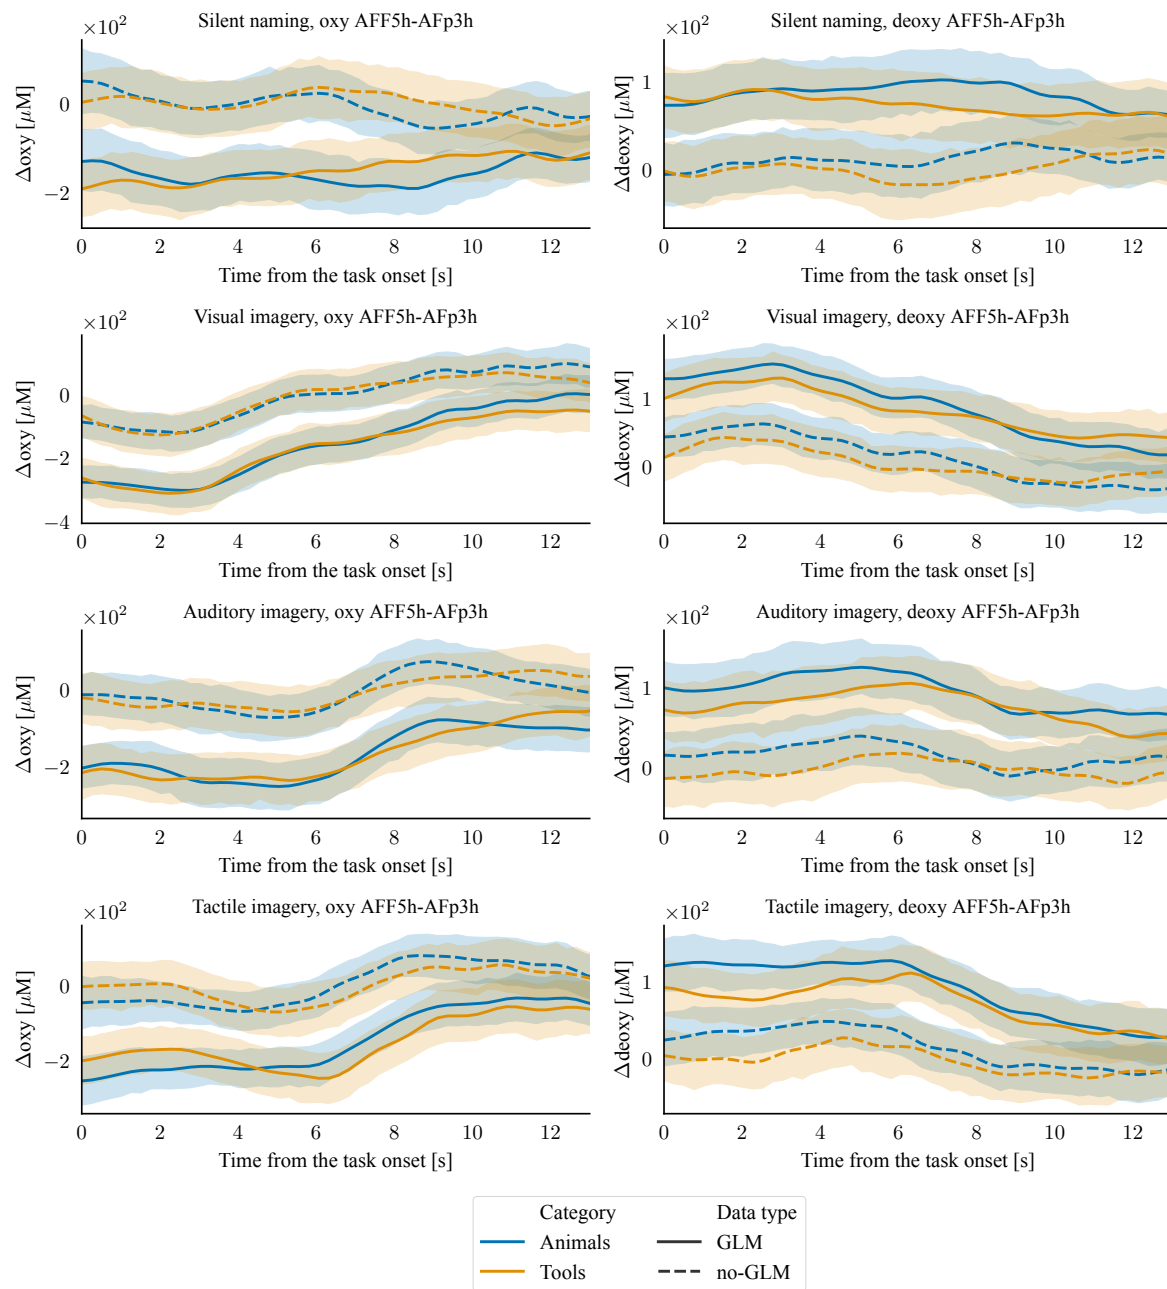 Silent naming, oxy AFF5h-AFp3h
×10²
Δoxy [μM]
0
−2
0 2 4 6 8 10 12
Time from the task onset [s]
Silent naming, deoxy AFF5h-AFp3h
×10²
Δdeoxy [μM]
1
0
0 2 4 6 8 10 12
Time from the task onset [s]
Visual imagery, oxy AFF5h-AFp3h
×10²
Δoxy [μM]
0
−2
−4
0 2 4 6 8 10 12
Time from the task onset [s]
Visual imagery, deoxy AFF5h-AFp3h
×10²
Δdeoxy [μM]
1
0
0 2 4 6 8 10 12
Time from the task onset [s]
Auditory imagery, oxy AFF5h-AFp3h
×10²
Δoxy [μM]
0
−2
0 2 4 6 8 10 12
Time from the task onset [s]
Auditory imagery, deoxy AFF5h-AFp3h
×10²
Δdeoxy [μM]
1
0
0 2 4 6 8 10 12
Time from the task onset [s]
Tactile imagery, oxy AFF5h-AFp3h
×10²
Δoxy [μM]
0
−2
0 2 4 6 8 10 12
Time from the task onset [s]
Tactile imagery, deoxy AFF5h-AFp3h
×10²
Δdeoxy [μM]
1
0
0 2 4 6 8 10 12
Time from the task onset [s]
Category
Animals
Tools
Data type
GLM
no-GLM